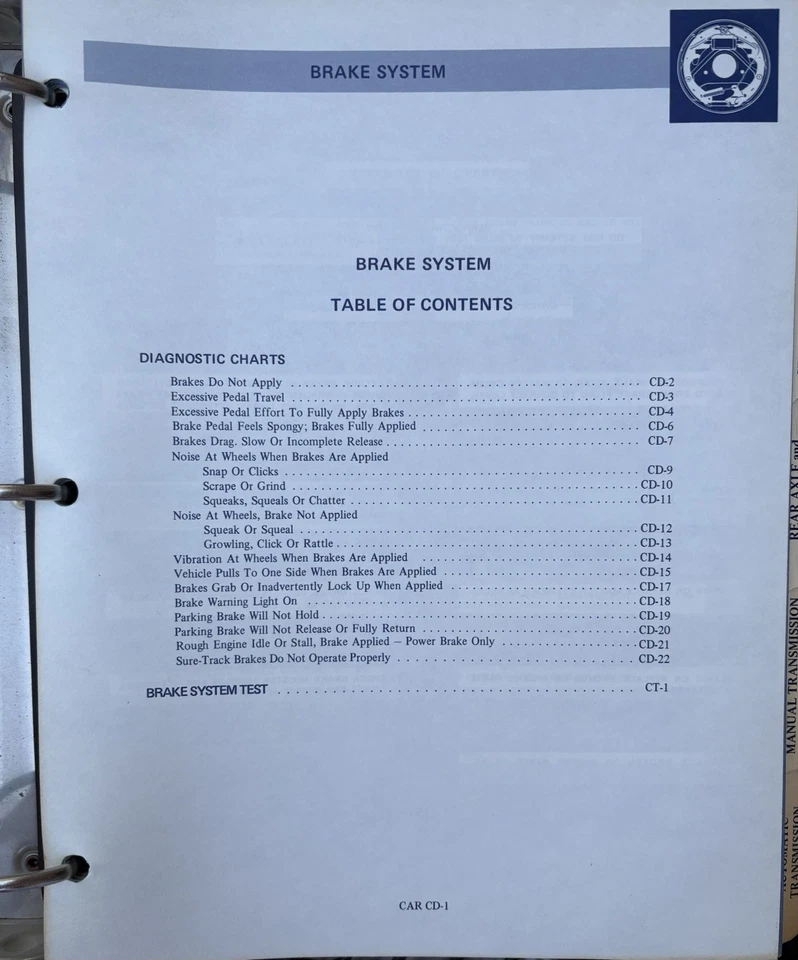 BRAKE SYSTEM
BRAKE SYSTEM
TABLE OF CONTENTS
DIAGNOSTIC CHARTS
Brakes Do Not Apply . . . . . . . . . . . . . . . . . . . . CD-2
Excessive Pedal Travel . . . . . . . . . . . . . . . . . . . . CD-3
Excessive Pedal Effort To Fully Apply Brakes . . . . . . . . . . . . . . . . . . . . CD-4
Brake Pedal Feels Spongy; Brakes Fully Applied . . . . . . . . . . . . . . . . . . . . CD-6
Brakes Drag. Slow Or Incomplete Release . . . . . . . . . . . . . . . . . . . . CD-7
Noise At Wheels When Brakes Are Applied
Snap Or Clicks . . . . . . . . . . . . . . . . . . . . CD-9
Scrape Or Grind . . . . . . . . . . . . . . . . . . . . CD-10
Squeaks, Squeals Or Chatter . . . . . . . . . . . . . . . . . . . . CD-11
Noise At Wheels, Brake Not Applied
Squeak Or Squeal . . . . . . . . . . . . . . . . . . . . CD-12
Growling, Click Or Rattle . . . . . . . . . . . . . . . . . . . . CD-13
Vibration At Wheels When Brakes Are Applied . . . . . . . . . . . . . . . . . . . . CD-14
Vehicle Pulls To One Side When Brakes Are Applied . . . . . . . . . . . . . . . . . . . . CD-15
Brakes Grab Or Inadvertently Lock Up When Applied . . . . . . . . . . . . . . . . . . . . CD-17
Brake Warning Light On . . . . . . . . . . . . . . . . . . . . CD-18
Parking Brake Will Not Hold . . . . . . . . . . . . . . . . . . . . CD-19
Parking Brake Will Not Release Or Fully Return . . . . . . . . . . . . . . . . . . . . CD-20
Rough Engine Idle Or Stall, Brake Applied – Power Brake Only . . . . . . . . . . . . . . . . . . . . CD-21
Sure-Track Brakes Do Not Operate Properly . . . . . . . . . . . . . . . . . . . . CD-22
BRAKE SYSTEM TEST . . . . . . . . . . . . . . . . . . . . CT-1
CAR CD-1
REAR AXLE and
MANUAL TRANSMISSION
AUTOMATIC
TRANSMISSION